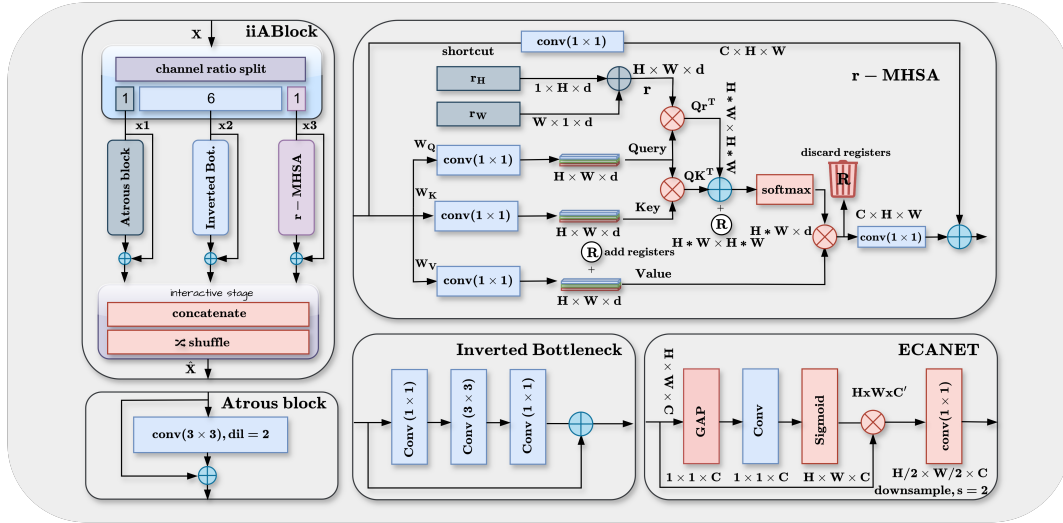 iiABlock
X
channel ratio split
1
6
1
x1
x2
x3
Atrous block
Inverted Bot.
r − MHSA
interactive stage
concatenate
shuffle
X̂
Atrous block
conv(3 × 3), dil = 2
r − MHSA
conv(1 × 1)
shortcut
C × H × W
r_H
1 × H × d
H × W × d
r
r_W
W × 1 × d
Qr^T
H * W × H * W
W_Q
conv(1 × 1)
H × W × d
Query
W_K
conv(1 × 1)
H × W × d
Key
QK^T
+
R
H * W × H * W
softmax
discard registers
R
H * W × d
C × H × W
conv(1 × 1)
R
add registers
+
W_V
conv(1 × 1)
H × W × d
Value
Inverted Bottleneck
Conv (1 × 1)
Conv (3 × 3)
Conv (1 × 1)
ECANET
H × W × C
GAP
1 × 1 × C
Conv
1 × 1 × C
Sigmoid
H × W × C
HxWxC′
conv(1 × 1)
H/2 × W/2 × C
downsample, s = 2